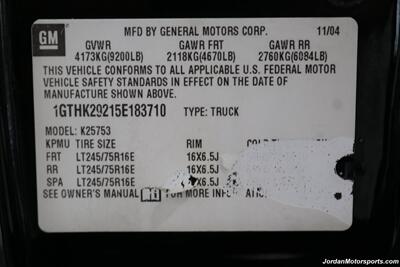 MFD BY GENERAL MOTORS CORP. 11/04
GM
GVWR GAWR FRT GAWR RR
4173KG(9200LB) 2118KG(4670LB) 2760KG(6084LB)
THIS VEHICLE CONFORMS TO ALL APPLICABLE U.S. FEDERAL MOTOR
VEHICLE SAFETY STANDARDS IN EFFECT ON THE DATE OF
MANUFACTURE SHOWN ABOVE.
1GTHK29215E183710 TYPE: TRUCK
MODEL: K25753
KPMU TIRE SIZE RIM COLD
FRT LT245/75R16E 16X6.5J
RR LT245/75R16E 16X6.5J
SPA LT245/75R16E 16X6.5J
SEE OWNER'S MANUAL FOR MORE
JordanMotorsports.com